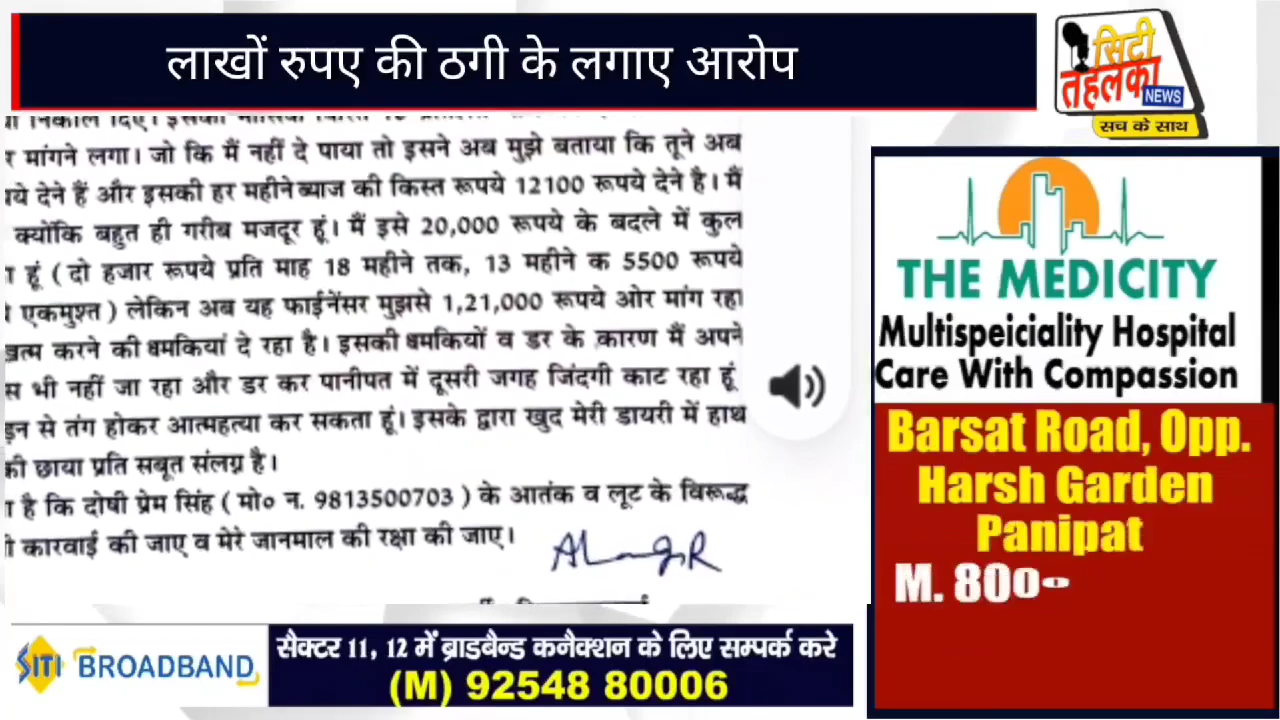 लाखों रुपए की ठगी के लगाए आरोप
सिटी
तहलका
NEWS
सच के साथ
र मांगने लगा। जो कि मैं नहीं दे पाया तो इसने अब मुझे बताया कि तूने अब
देने हैं और इसकी हर महीने ब्याज की किस्त रूपये 12100 रूपये देने है। मैं
क्योंकि बहुत ही गरीब मजदूर हूं। मैं इसे 20,000 रूपये के बदले में कुल
हूं ( दो हजार रूपये प्रति माह 18 महीने तक, 13 महीने क 5500 रूपये
एकमुश्त ) लेकिन अब यह फाईनेंसर मुझसे 1,21,000 रूपये ओर मांग रहा
करने की धमकियां दे रहा है। इसकी धमकियों व डर के कारण मैं अपने
स भी नहीं जा रहा और डर कर पानीपत में दूसरी जगह जिंदगी काट रहा हूं
से तंग होकर आत्महत्या कर सकता हूं। इसके द्वारा खुद मेरी डायरी में हाथ
की छाया प्रति सबूत संलग्न है।
है कि दोषी प्रेम सिंह ( मो० न. 9813500703 ) के आतंक व लूट के विरूद्ध
कारवाई की जाए व मेरे जानमाल की रक्षा की जाए।
THE MEDICITY
Multispeiciality Hospital
Care With Compassion
Barsat Road, Opp.
Harsh Garden
Panipat
M. 800
SITI BROADBAND
सैक्टर 11, 12 में ब्राडबैन्ड कनैक्शन के लिए सम्पर्क करे
(M) 92548 80006